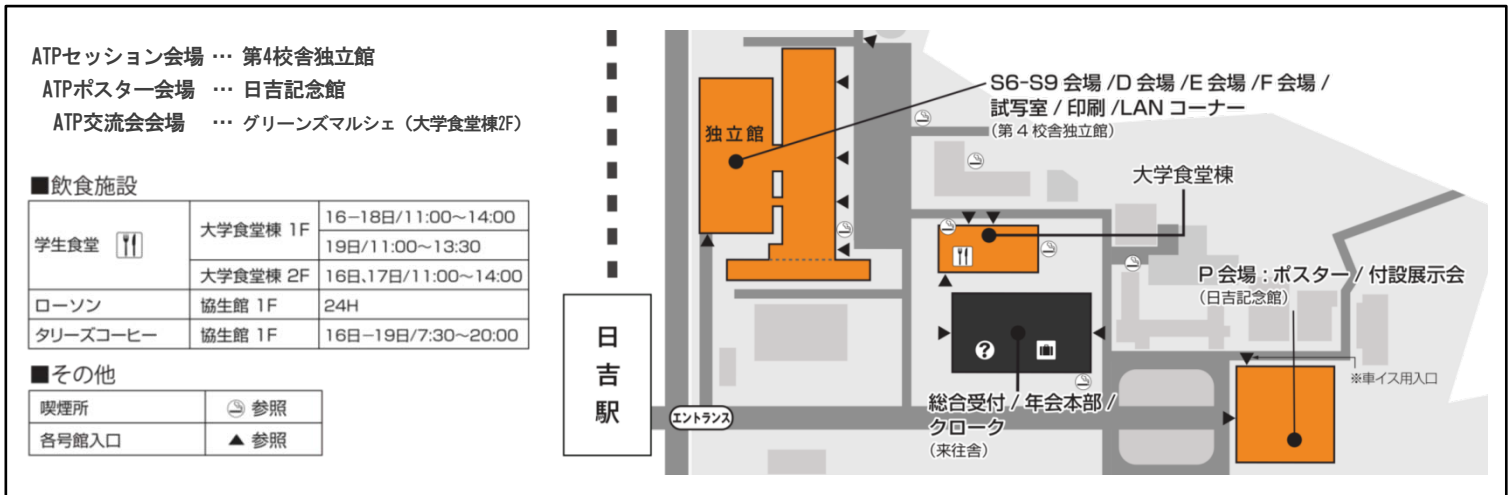 ATPセッション会場 … 第4校舎独立館
ATPポスター会場 … 日吉記念館
ATP交流会会場 … グリーンズマルシェ（大学食堂棟2F）
■飲食施設
学生食堂 大学食堂棟 1F 16−18日/11:00〜14:00
19日/11:00〜13:30
大学食堂棟 2F 16日、17日/11:00〜14:00
ローソン 協生館 1F 24H
タリーズコーヒー 協生館 1F 16日−19日/7:30〜20:00
■その他
喫煙所 参照
各号館入口 ▲ 参照
日吉駅
エントランス
独立館
S6-S9 会場 /D 会場 /E 会場 /F 会場 /
試写室 / 印刷 /LAN コーナー
（第 4 校舎独立館）
大学食堂棟
P 会場 : ポスター / 付設展示会
（日吉記念館）
※車イス用入口
?
総合受付 / 年会本部 /
クローク
（来往舎）